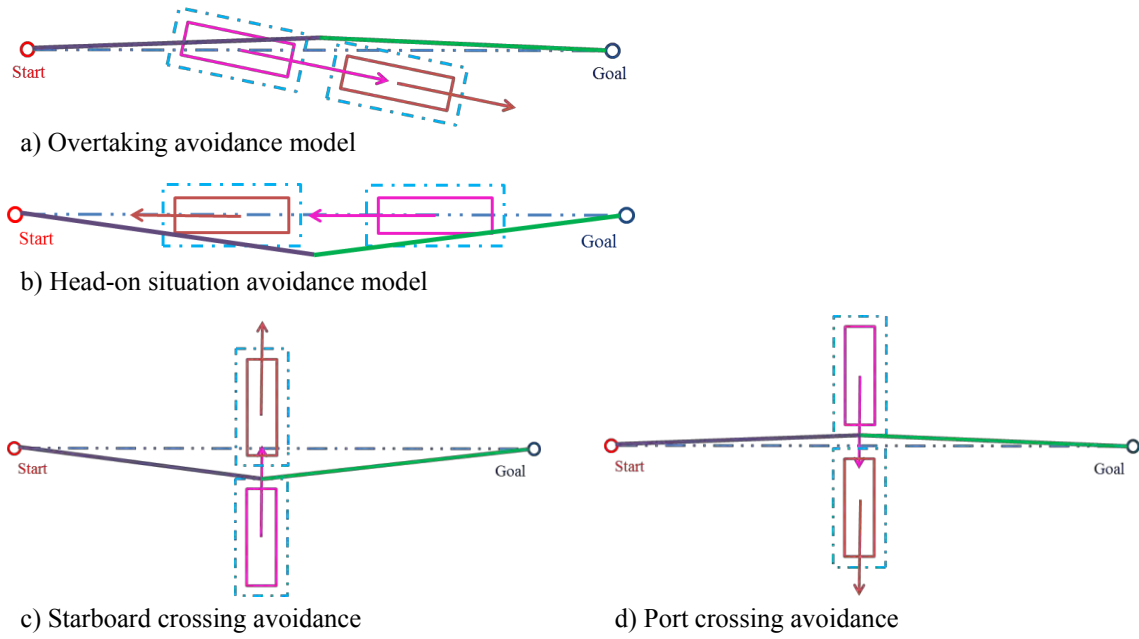 Start
Goal
a) Overtaking avoidance model
Start
Goal
b) Head-on situation avoidance model
Start
Goal
c) Starboard crossing avoidance
Start
Goal
d) Port crossing avoidance